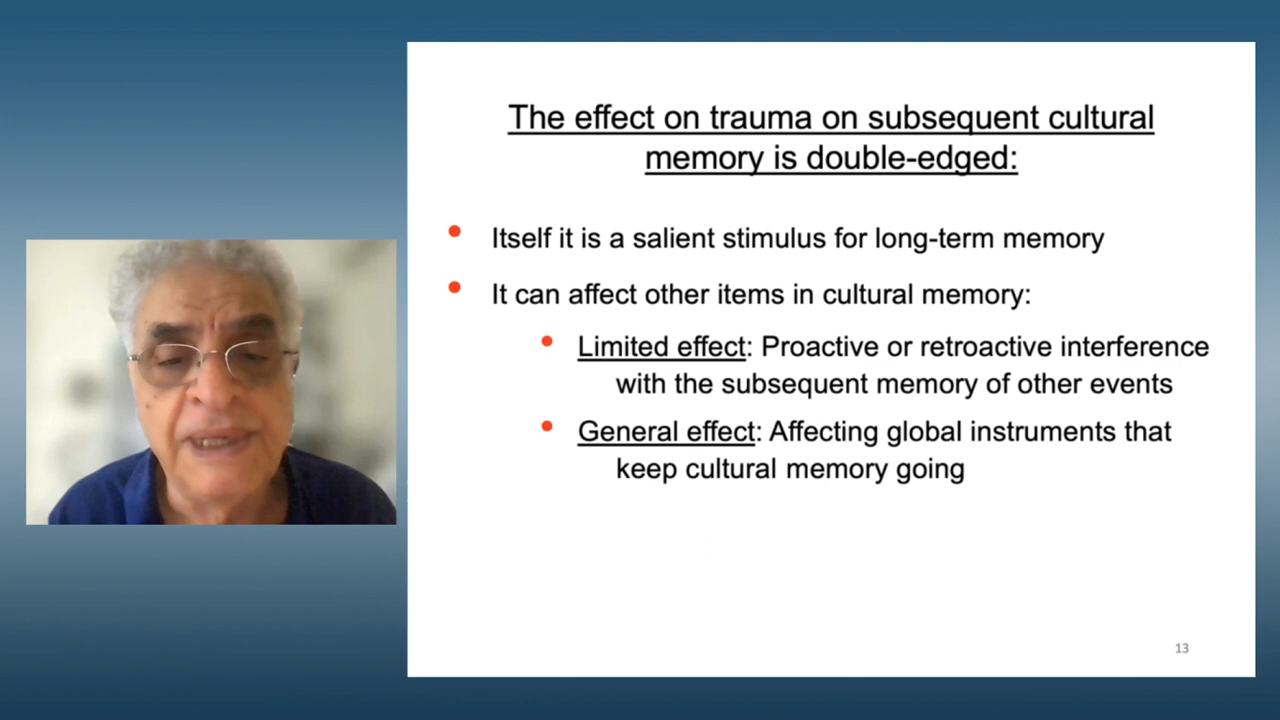 The effect on trauma on subsequent cultural
memory is double-edged:
Itself it is a salient stimulus for long-term memory
It can affect other items in cultural memory:
Limited effect: Proactive or retroactive interference
with the subsequent memory of other events
General effect: Affecting global instruments that
keep cultural memory going
13